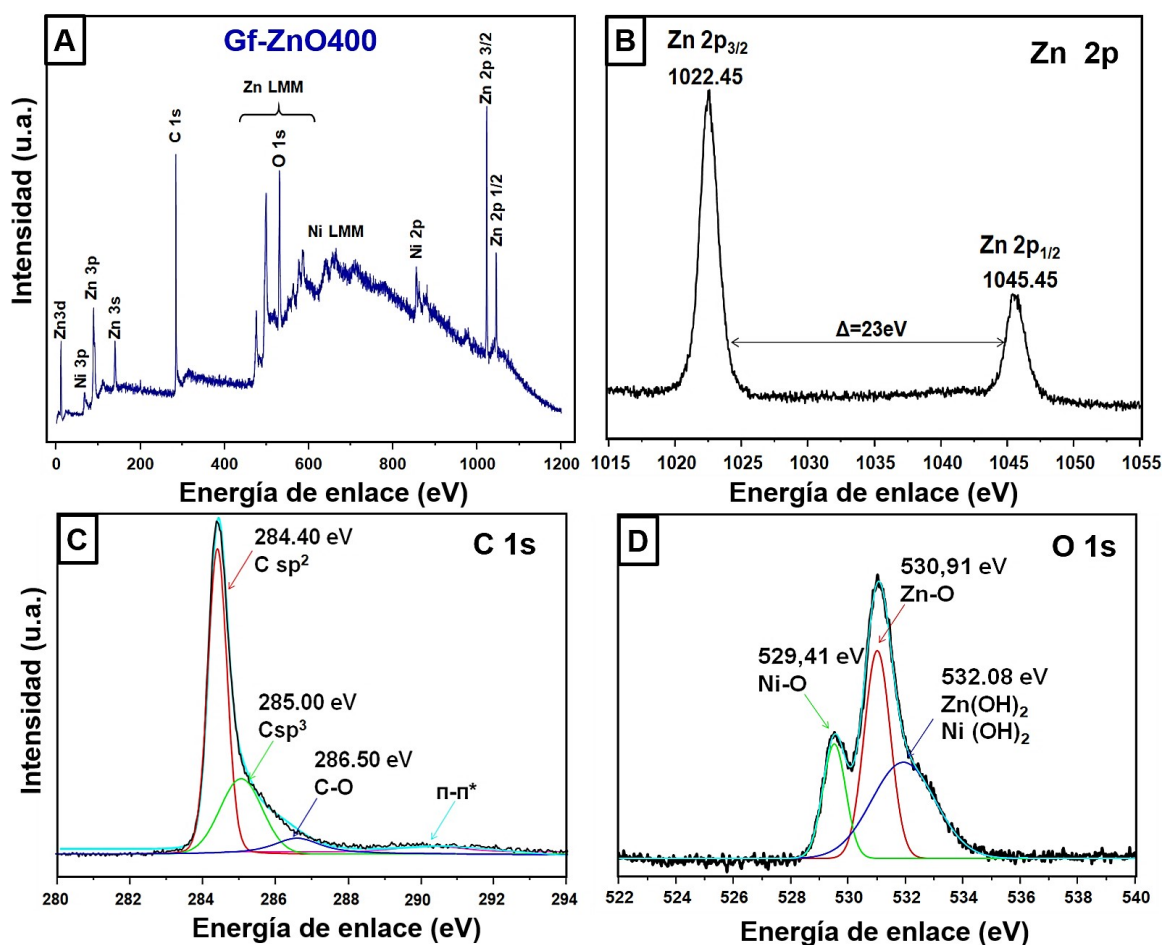 A
Gf-ZnO400
Zn3d
Ni 3p
Zn 3p
Zn 3s
C 1s
Zn LMM
O 1s
Ni LMM
Ni 2p
Zn 2p 3/2
Zn 2p 1/2
Intensidad (u.a.)
0 200 400 600 800 1000 1200
Energía de enlace (eV)
B
Zn 2p
Zn 2p3/2
1022.45
Zn 2p1/2
1045.45
Δ=23eV
1015 1020 1025 1030 1035 1040 1045 1050 1055
Energía de enlace (eV)
C
C 1s
284.40 eV
C sp²
285.00 eV
Csp³
286.50 eV
C-O
π-π*
Intensidad (u.a.)
280 282 284 286 288 290 292 294
Energía de enlace (eV)
D
O 1s
530,91 eV
Zn-O
529,41 eV
Ni-O
532.08 eV
Zn(OH)₂
Ni (OH)₂
522 524 526 528 530 532 534 536 538 540
Energía de enlace (eV)